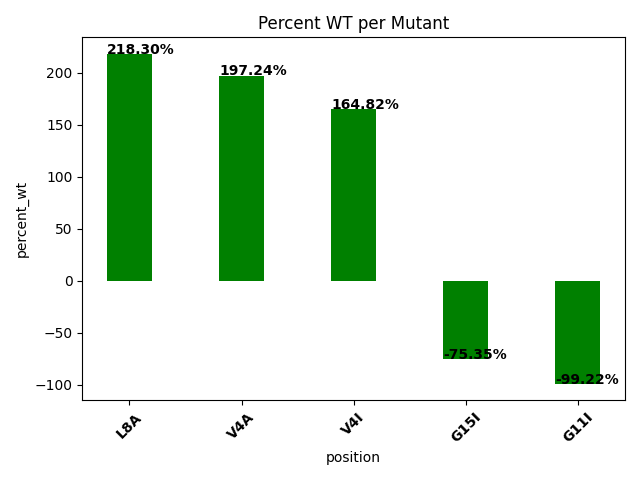 Percent WT per Mutant
218.30%
197.24%
164.82%
-75.35%
-99.22%
200
150
100
50
0
−50
−100
percent_wt
L8A
V4A
V4I
G15I
G11I
position